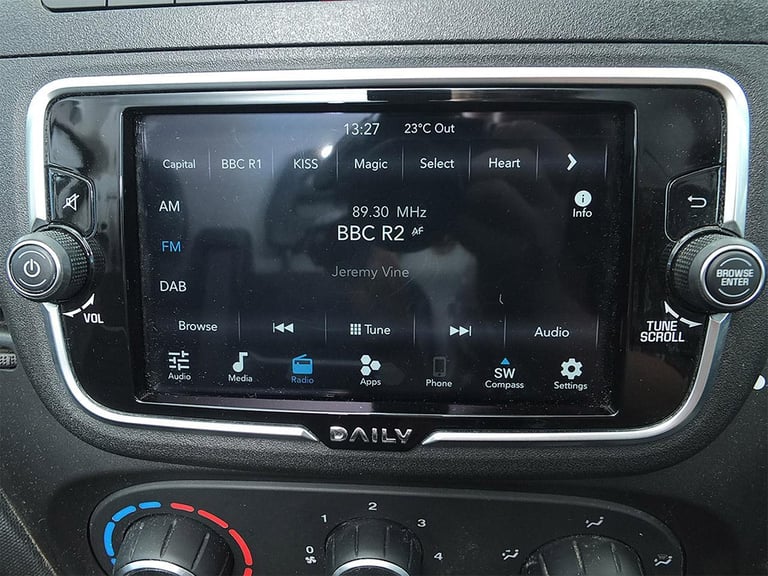 13:27 23°C Out
Capital BBC R1 KISS Magic Select Heart
AM
89.30 MHz
Info
FM
BBC R2 AF
Jeremy Vine
DAB
Browse Tune Audio
Audio Media Radio Apps Phone SW Compass Settings
VOL
BROWSE
ENTER
TUNE
SCROLL
DAILY
0 1 2 3 4